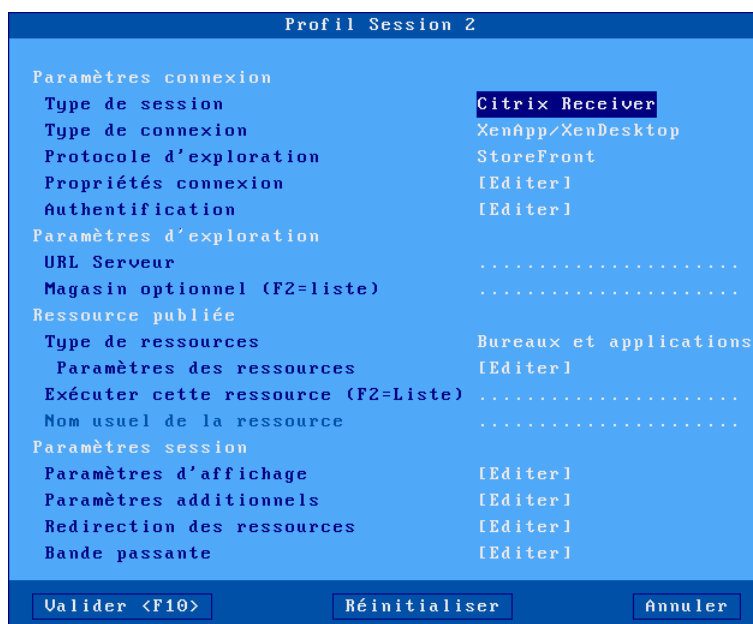 Profil Session 2
Paramètres connexion
Type de session Citrix Receiver
Type de connexion XenApp/XenDesktop
Protocole d'exploration StoreFront
Propriétés connexion [Editer]
Authentification [Editer]
Paramètres d'exploration
URL Serveur ......................
Magasin optionnel (F2=liste) ......................
Ressource publiée
Type de ressources Bureaux et applications
Paramètres des ressources [Editer]
Exécuter cette ressource (F2=Liste) ......................
Nom usuel de la ressource ......................
Paramètres session
Paramètres d'affichage [Editer]
Paramètres additionnels [Editer]
Redirection des ressources [Editer]
Bande passante [Editer]
Valider <F10> Réinitialiser Annuler